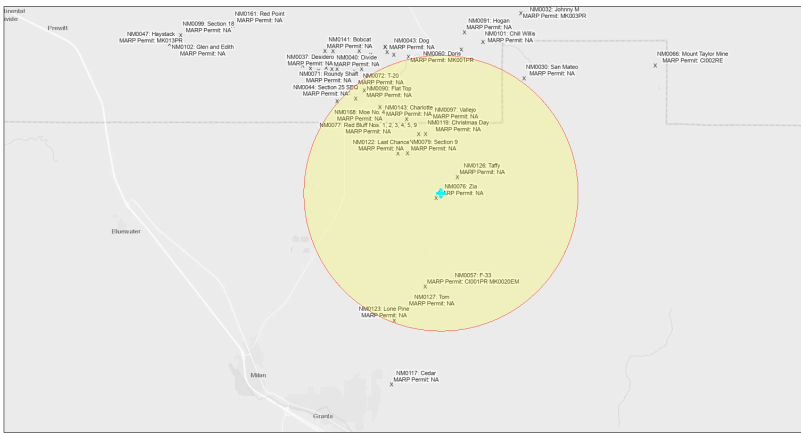 Prewitt
NM0161: Red Point
MARP Permit: NA
NM0099: Section 18
MARP Permit: NA
NM0047: Haystack
MARP Permit: MK013PR
NM0102: Glen and Edith
MARP Permit: NA
NM0032: Johnny M
MARP Permit: MK003PR
NM0091: Hogan
MARP Permit: NA
NM0101: Chill Wills
MARP Permit: NA
NM0141: Bobcat
MARP Permit: NA
NM0043: Dog
MARP Permit: NA
NM0037: Desidero
MARP Permit: NA
NM0040: Divide
MARP Permit: NA
NM0060: Doris
MARP Permit: MK001PR
NM0066: Mount Taylor Mine
MARP Permit: CI002RE
NM0030: San Mateo
MARP Permit: NA
NM0071: Roundy Shaft
MARP Permit: NA
NM0072: T-20
MARP Permit: NA
NM0044: Section 25 SEQ
MARP Permit: NA
NM0090: Flat Top
MARP Permit: NA
NM0143: Charlotte
MARP Permit: NA
NM0097: Vallejo
MARP Permit: NA
NM0168: Moe No. 4
MARP Permit: NA
NM0077: Red Bluff Nos. 1, 2, 3, 4, 5, 9
MARP Permit: NA
NM0119: Christmas Day
MARP Permit: NA
NM0122: Last Chance
MARP Permit: NA
NM0079: Section 9
MARP Permit: NA
NM0126: Taffy
MARP Permit: NA
NM0076: Zia
MARP Permit: NA
Bluewater
NM0057: F-33
MARP Permit: CI001PR MK0020EM
NM0127: Tom
MARP Permit: NA
NM0123: Lone Pine
MARP Permit: NA
NM0117: Cedar
MARP Permit: NA
Milan
Grants